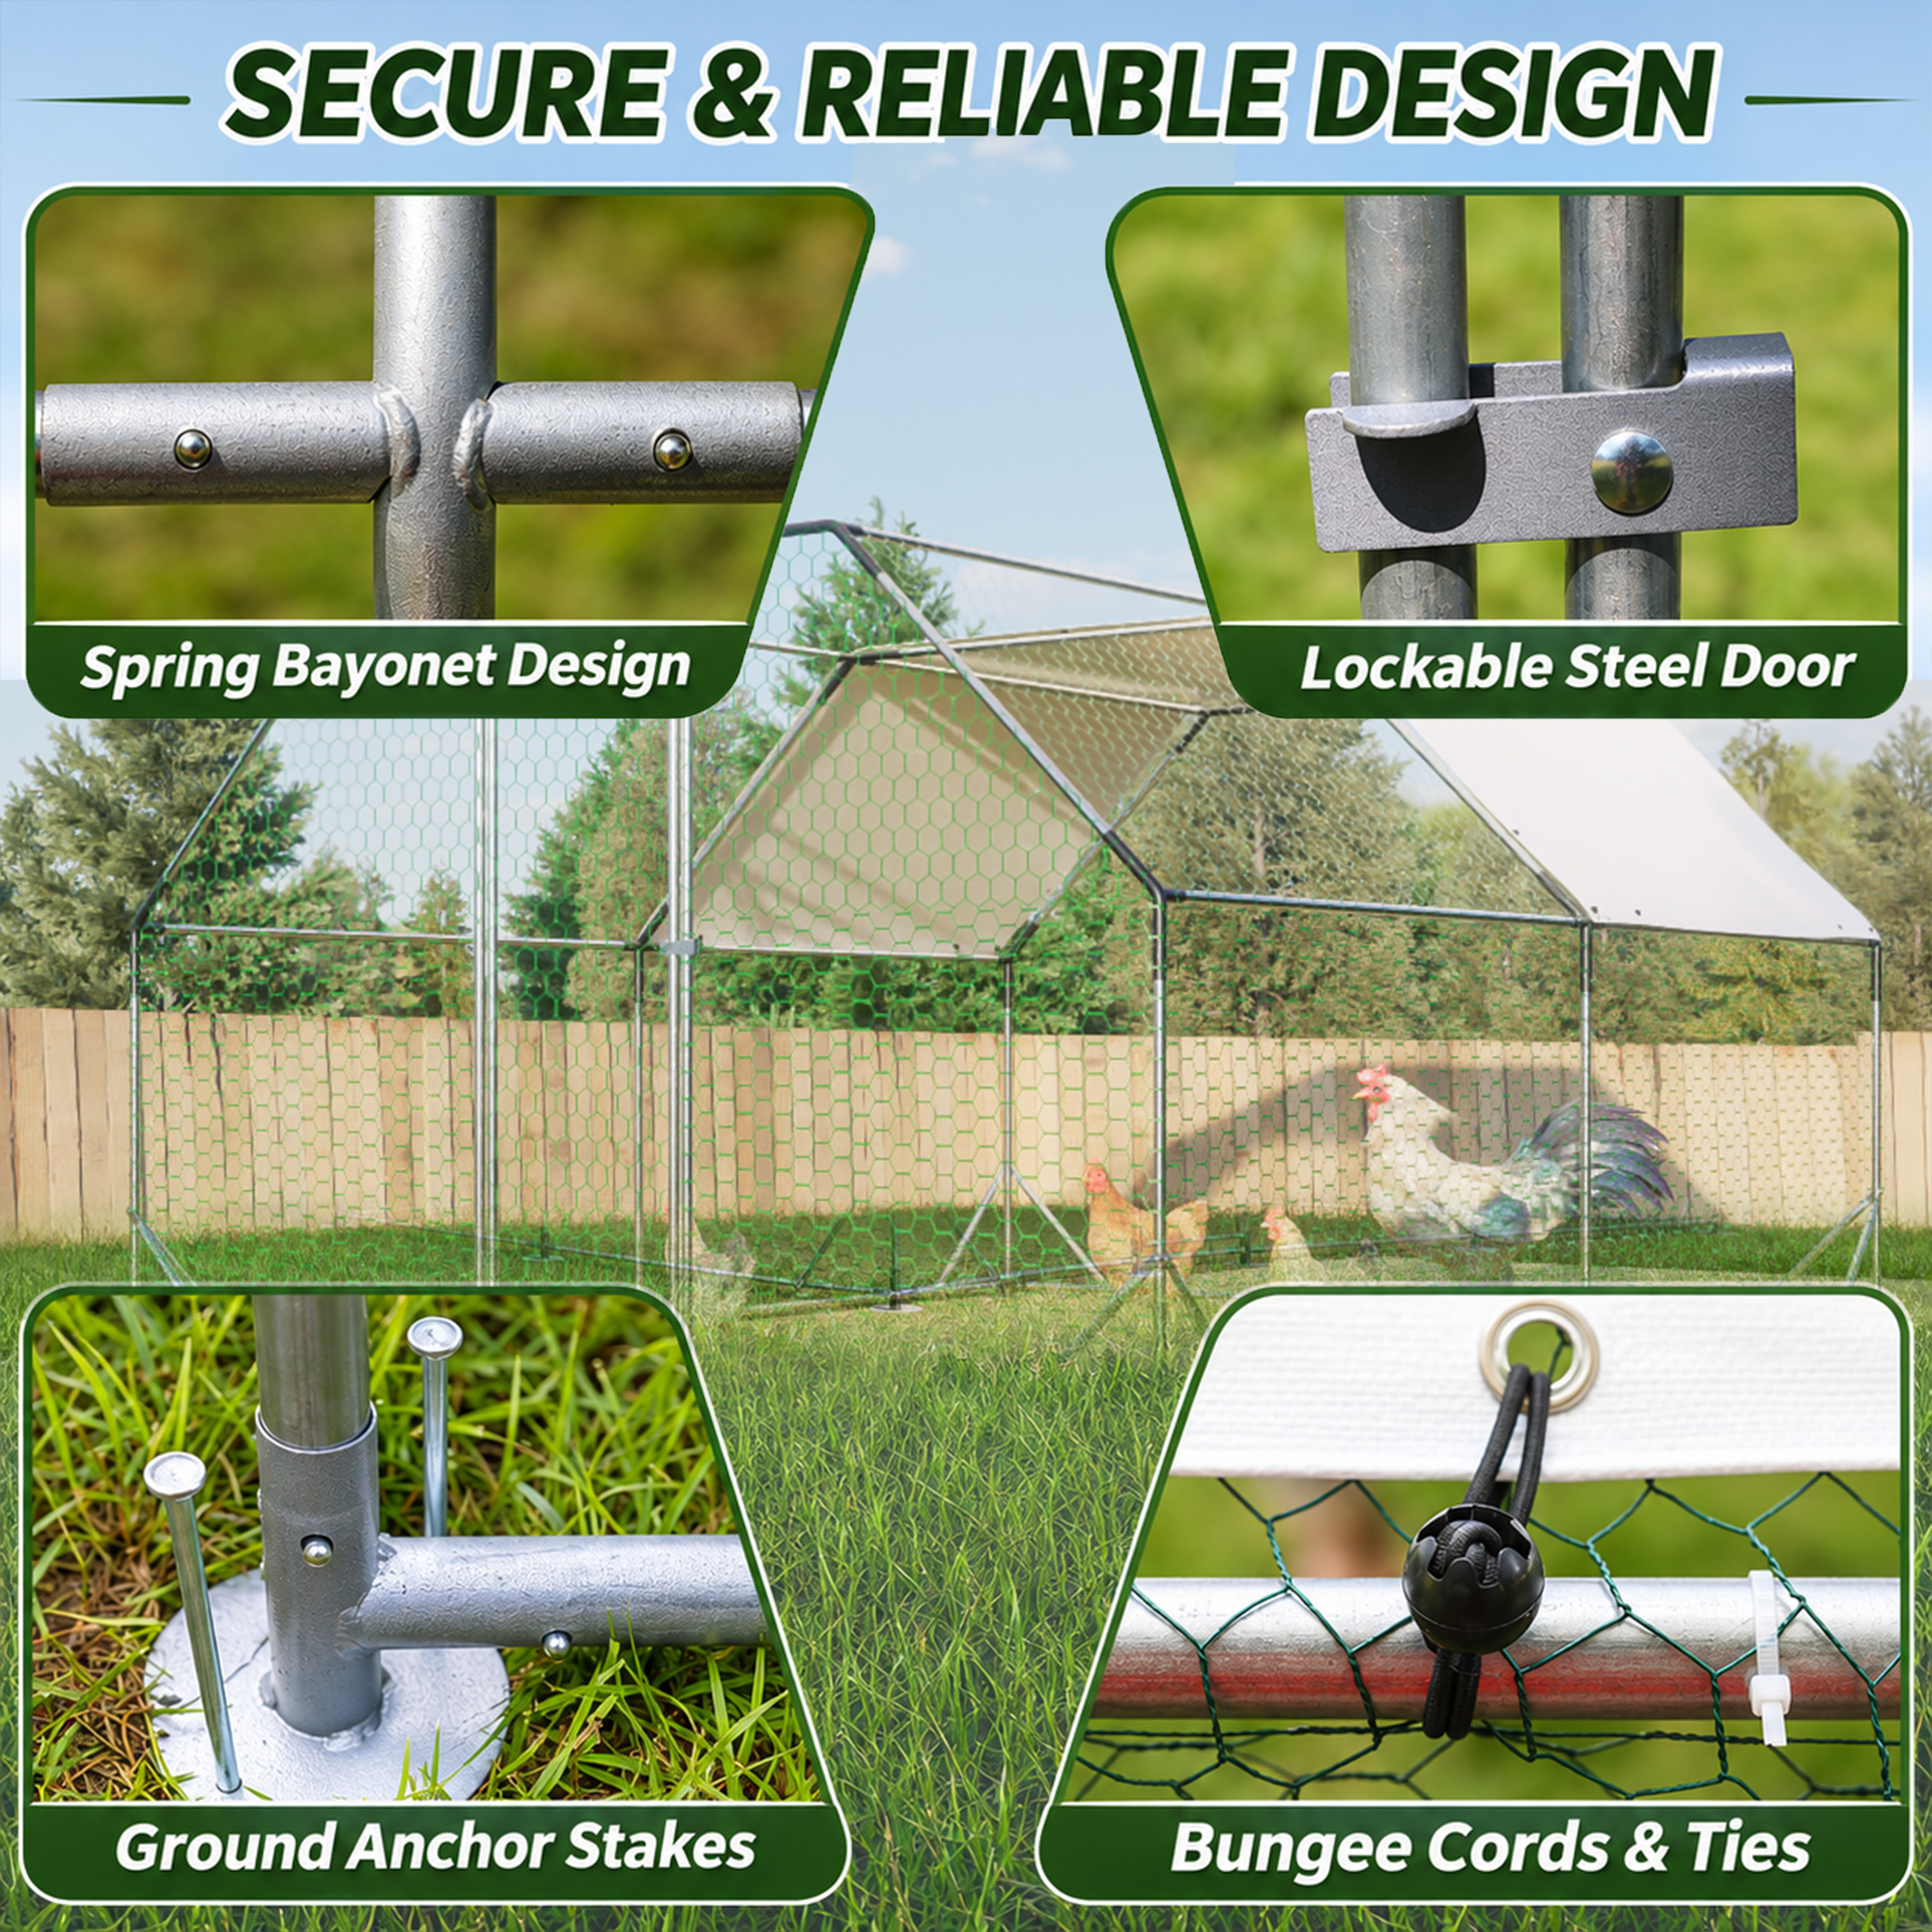 SECURE & RELIABLE DESIGN
Spring Bayonet Design
Lockable Steel Door
Ground Anchor Stakes
Bungee Cords & Ties